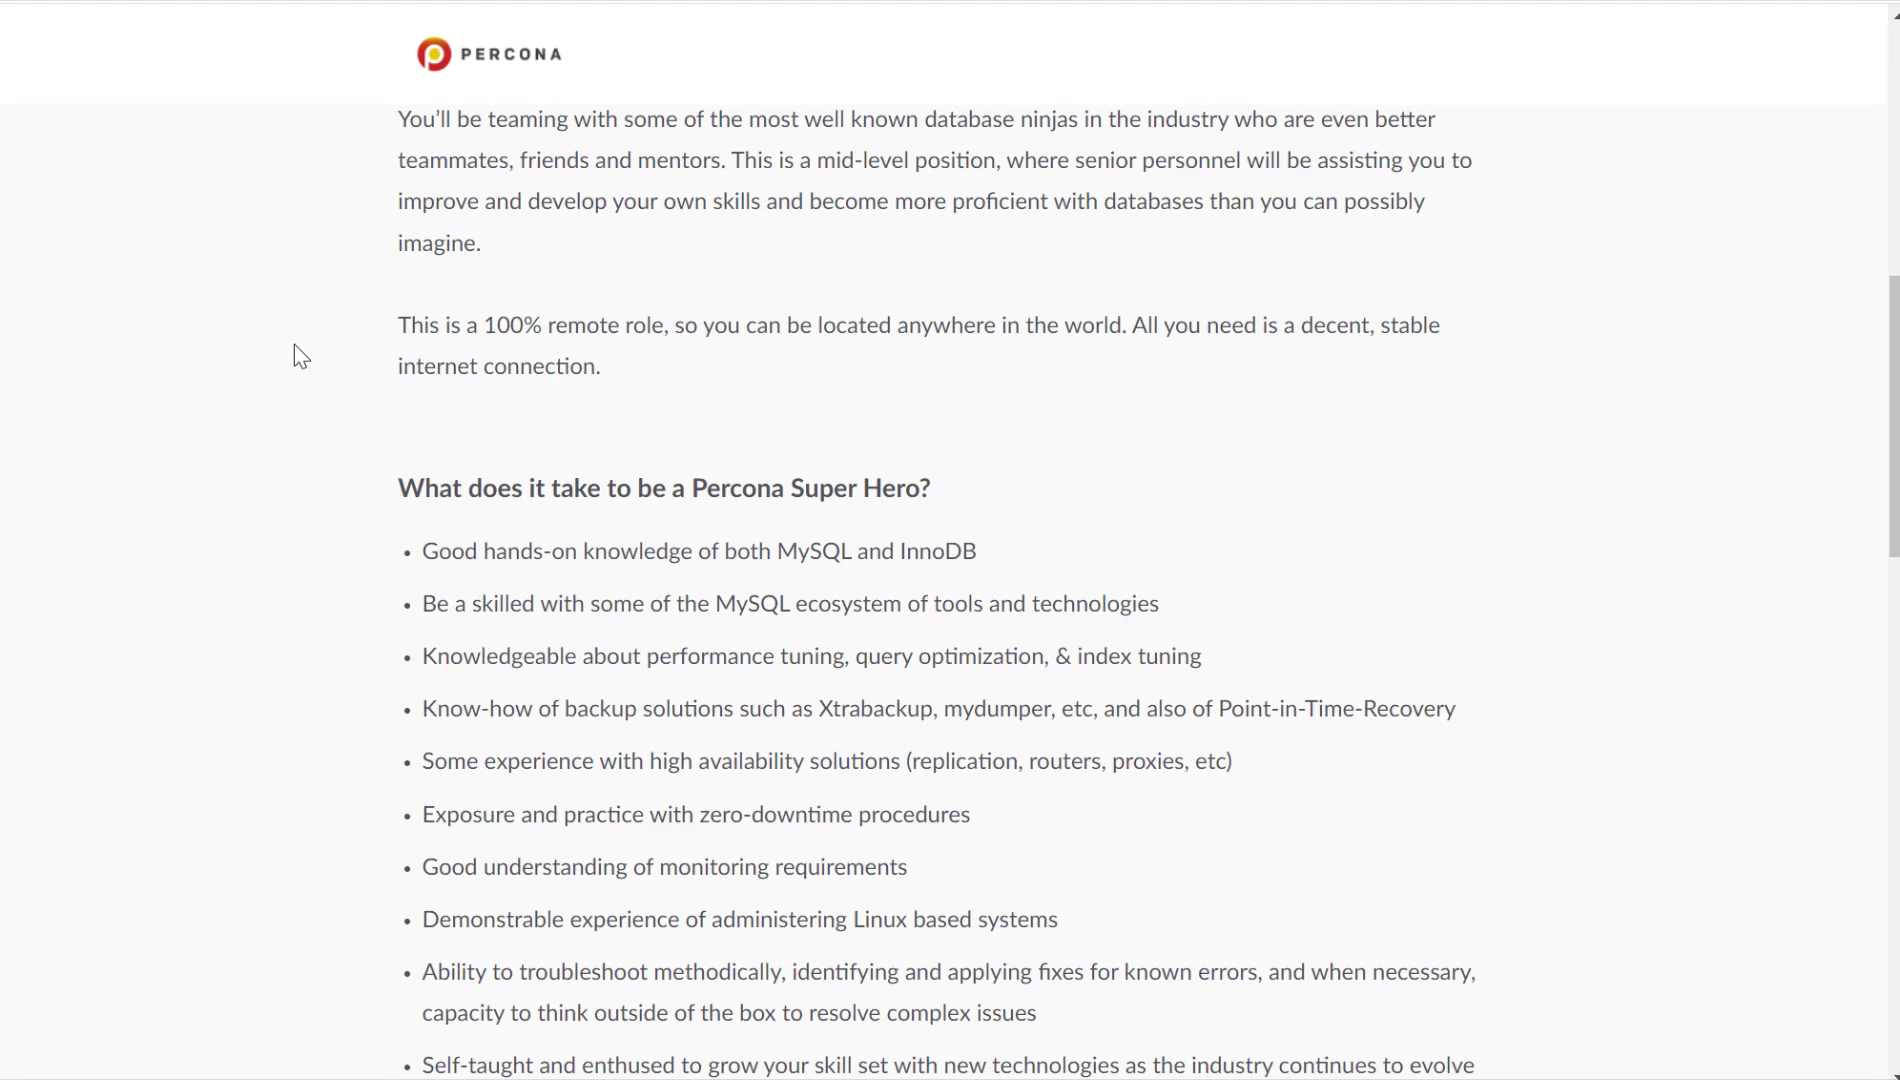 PERCONA
You’ll be teaming with some of the most well known database ninjas in the industry who are even better
teammates, friends and mentors. This is a mid-level position, where senior personnel will be assisting you to
improve and develop your own skills and become more proficient with databases than you can possibly
imagine.
This is a 100% remote role, so you can be located anywhere in the world. All you need is a decent, stable
internet connection.
What does it take to be a Percona Super Hero?
• Good hands-on knowledge of both MySQL and InnoDB
• Be a skilled with some of the MySQL ecosystem of tools and technologies
• Knowledgeable about performance tuning, query optimization, & index tuning
• Know-how of backup solutions such as Xtrabackup, mydumper, etc, and also of Point-in-Time-Recovery
• Some experience with high availability solutions (replication, routers, proxies, etc)
• Exposure and practice with zero-downtime procedures
• Good understanding of monitoring requirements
• Demonstrable experience of administering Linux based systems
• Ability to troubleshoot methodically, identifying and applying fixes for known errors, and when necessary,
capacity to think outside of the box to resolve complex issues
• Self-taught and enthused to grow your skill set with new technologies as the industry continues to evolve